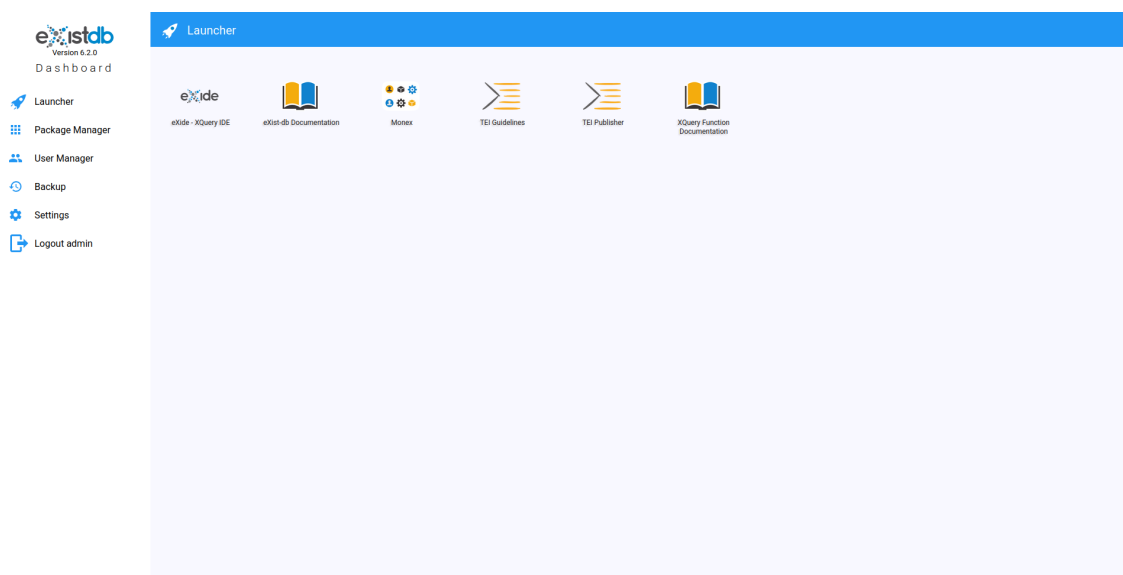 eXistdb
Version 6.2.0
Dashboard
Launcher
Package Manager
User Manager
Backup
Settings
Logout admin
Launcher
eXide
eXide - XQuery IDE
eXist-db Documentation
Monex
TEI Guidelines
TEI Publisher
XQuery Function
Documentation